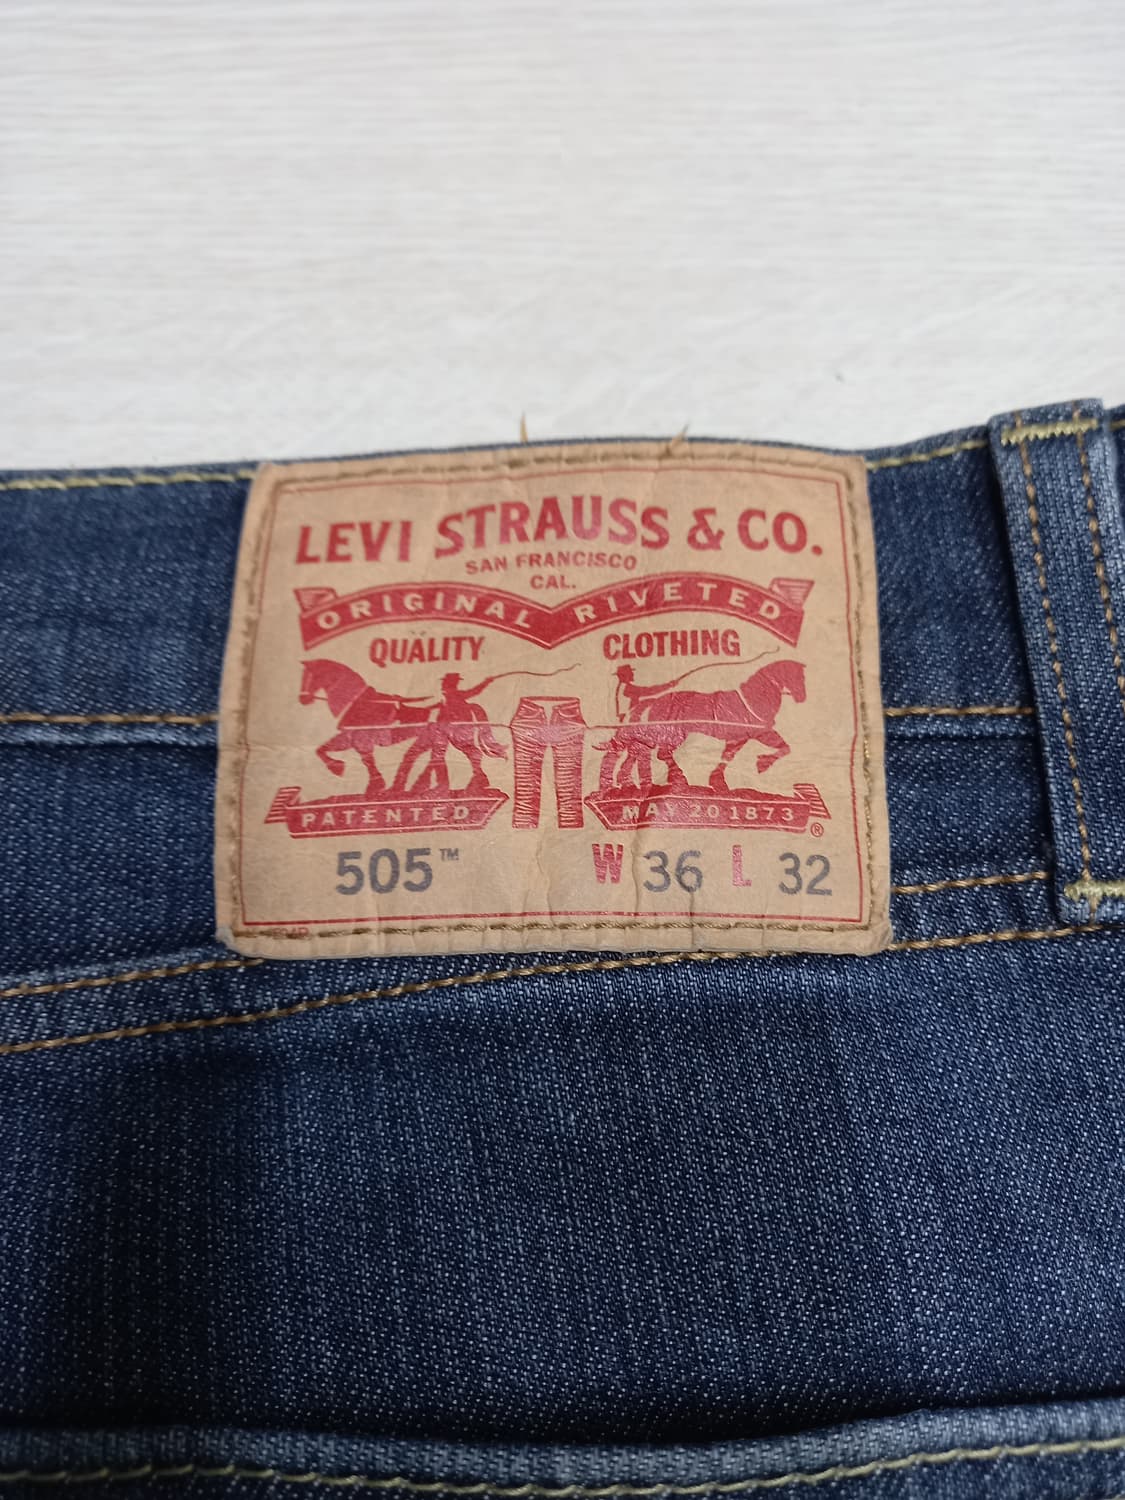 LEVI STRAUSS & CO.
SAN FRANCISCO
CAL.
ORIGINAL RIVETED
QUALITY CLOTHING
PATENTED MAY 20 1873 ®
505™ W 36 L 32